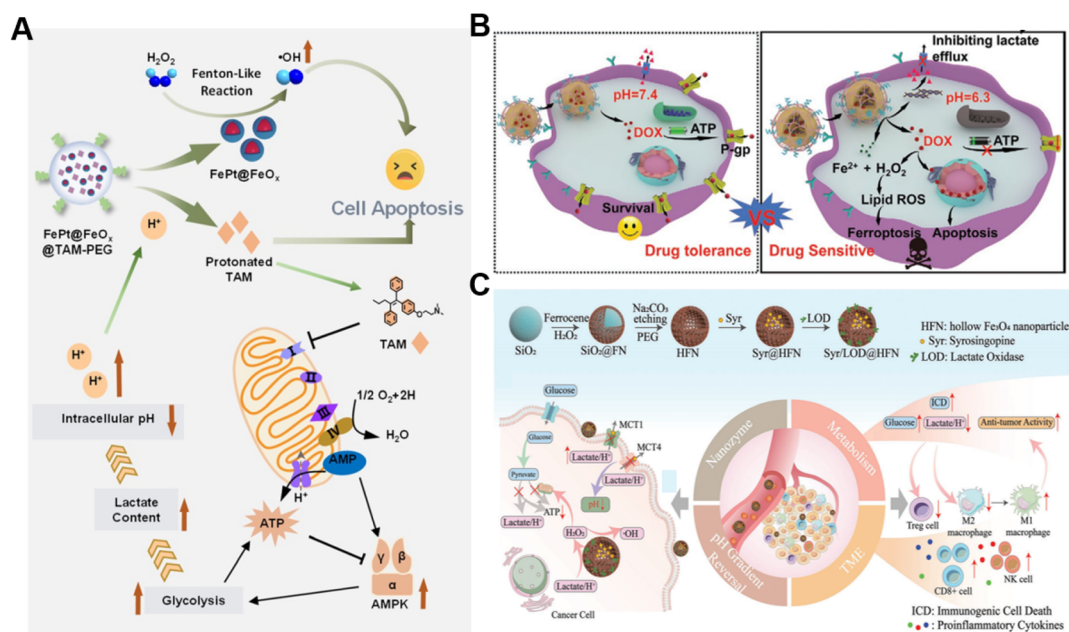 A
H₂O₂
•OH
Fenton-Like
Reaction
FePt@FeOₓ
Cell Apoptosis
FePt@FeOₓ
@TAM-PEG
H⁺
Protonated
TAM
TAM
H⁺
H⁺
Intracellular pH
Lactate
Content
Glycolysis
I
II
III
IV
1/2 O₂+2H
H₂O
AMP
H⁺
ATP
γ
β
α
AMPK
B
pH=7.4
DOX
ATP
P-gp
Survival
Drug tolerance
VS
Inhibiting lactate
efflux
pH=6.3
DOX
ATP
Fe²⁺ + H₂O₂
Lipid ROS
Ferroptosis
Apoptosis
Drug Sensitive
C
SiO₂
Ferrocene
H₂O₂
SiO₂@FN
Na₂CO₃
etching
PEG
HFN
Syr
Syr@HFN
LOD
Syr/LOD@HFN
HFN: hollow Fe₃O₄ nanoparticle
Syr: Syrosingopine
LOD: Lactate Oxidase
Glucose
Glucose
Pyruvate
ATP
Lactate/H⁺
MCT1
Lactate/H⁺
MCT4
Lactate/H⁺
pH
H₂O₂
·OH
Lactate/H⁺
Cancer Cell
Nanozyme
Metabolism
pH Gradient
Reversal
TME
ICD
Glucose
Lactate/H⁺
Anti-tumor Activity
Treg cell
M2
macrophage
M1
macrophage
CD8+ cell
NK cell
ICD: Immunogenic Cell Death
: Proinflammatory Cytokines